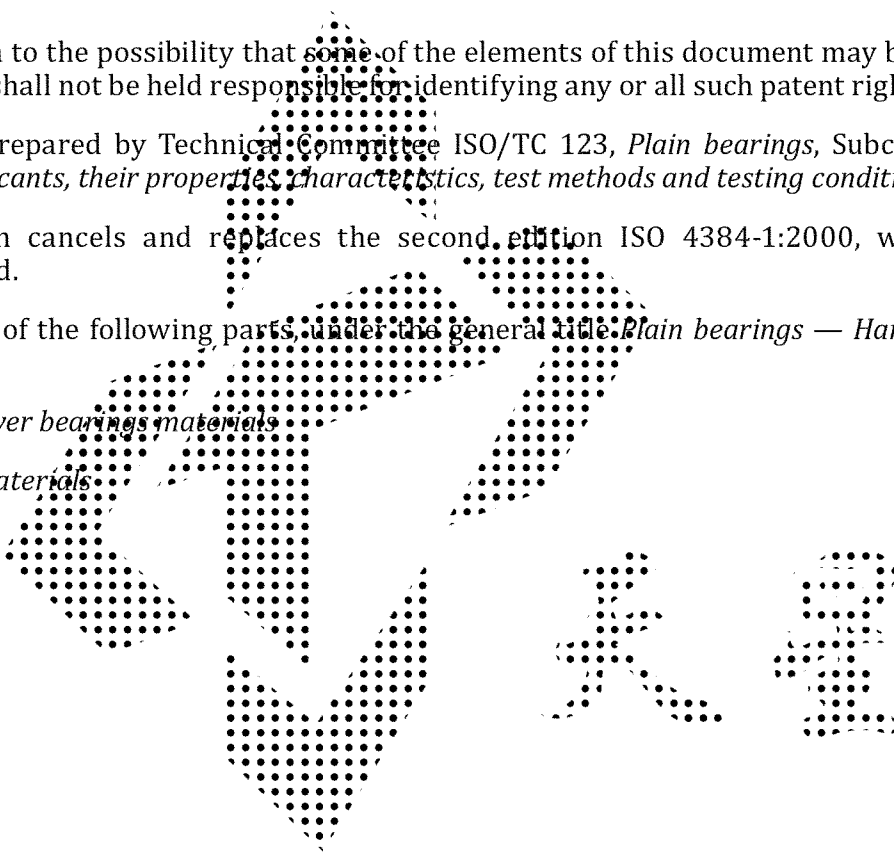 to the possibility that some of the elements of this document may b
shall not be held responsible for identifying any or all such patent rig
repared by Technical Committee ISO/TC 123, Plain bearings, Subc
cants, their properties, characteristics, test methods and testing condit
n cancels and replaces the second edition ISO 4384-1:2000, w
d.
of the following parts, under the general title Plain bearings — Har
yer bearings materials
aterials